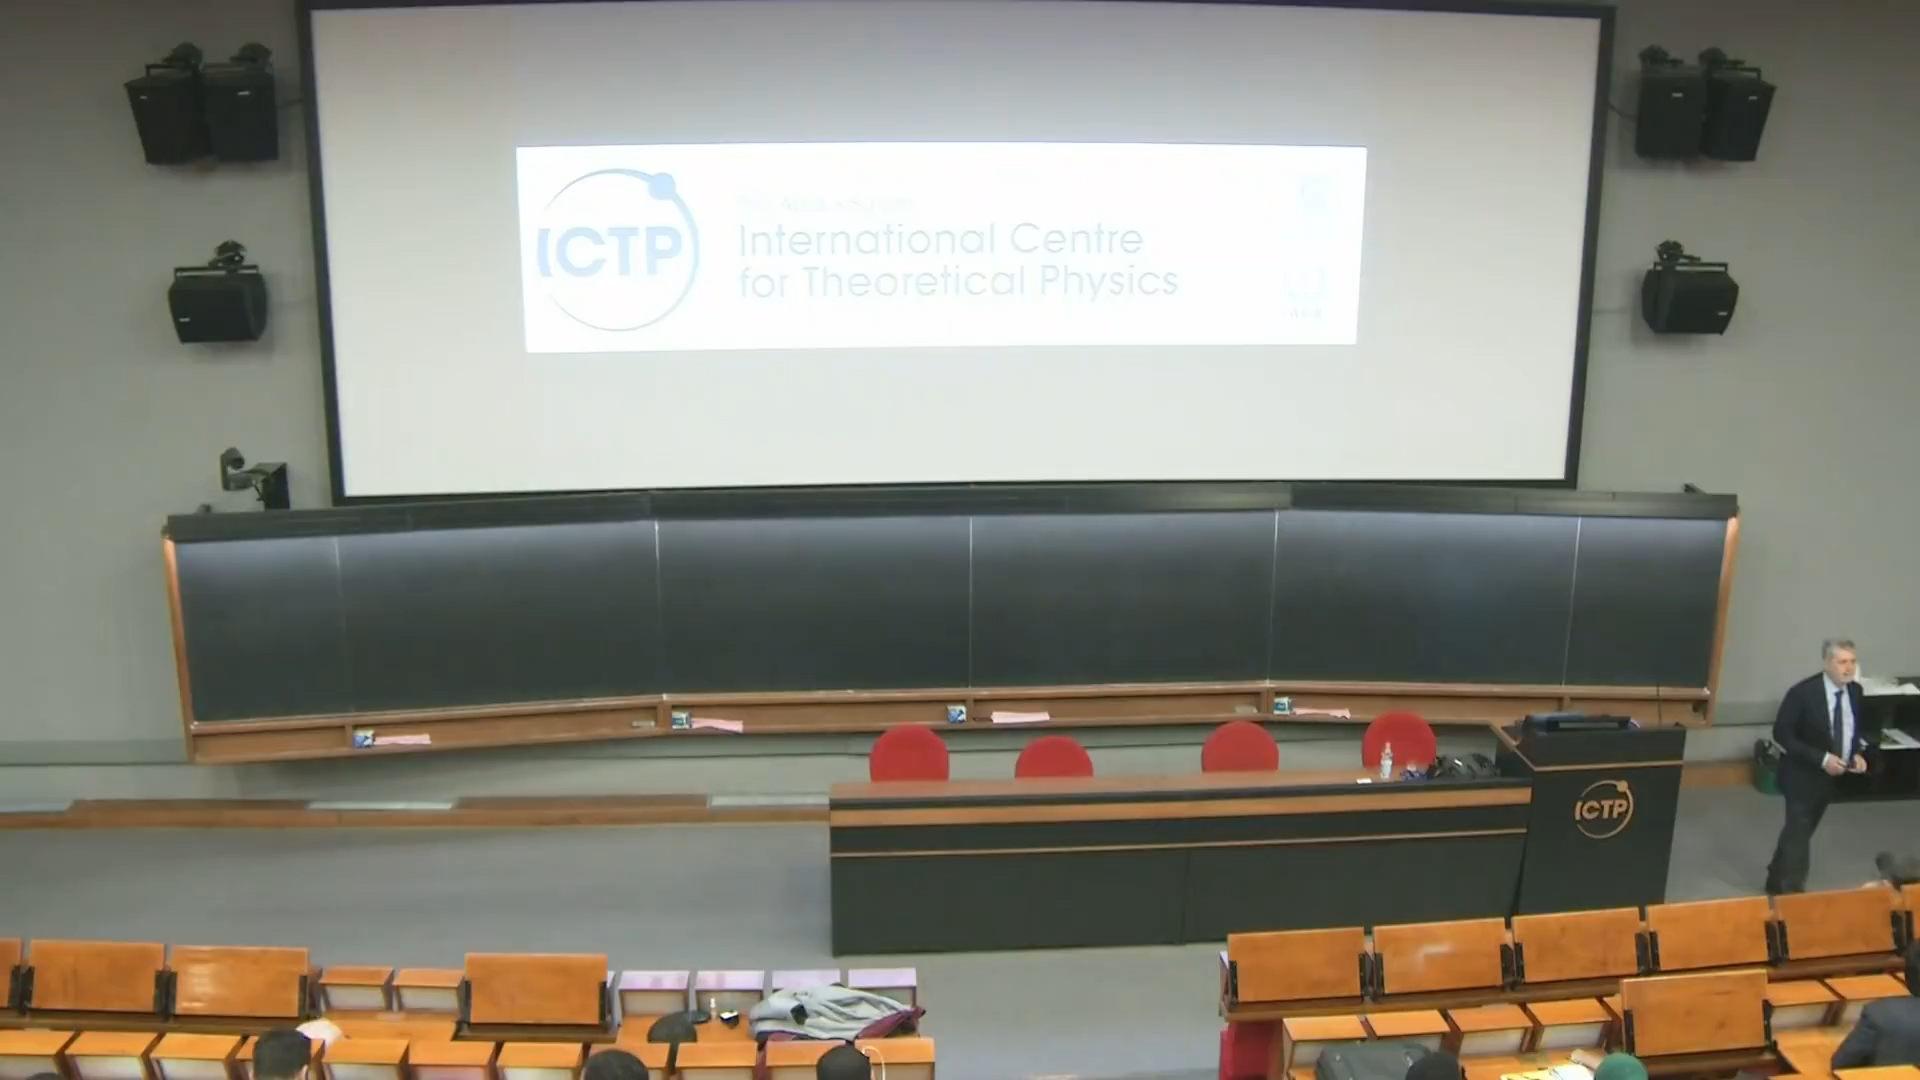 ICTP
International Centre
for Theoretical Physics
ICTP